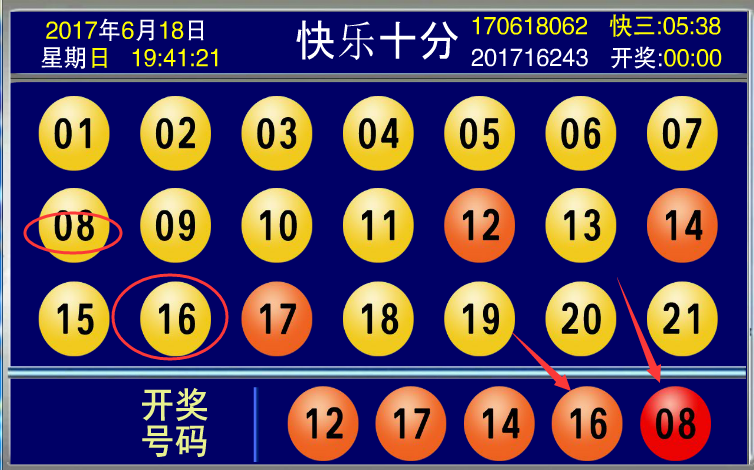 2017年6月18日
星期日 19:41:21
快乐十分
170618062 快三:05:38
201716243 开奖:00:00
01 02 03 04 05 06 07
08 09 10 11 12 13 14
15 16 17 18 19 20 21
开奖
号码
12 17 14 16 08